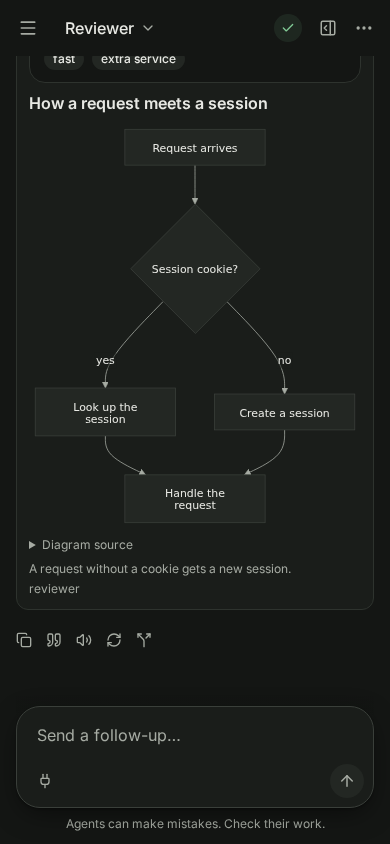 Reviewer
fast
extra service
How a request meets a session
Request arrives
Session cookie?
yes
no
Look up the
session
Create a session
Handle the
request
Diagram source
A request without a cookie gets a new session.
reviewer
Send a follow-up...
Agents can make mistakes. Check their work.